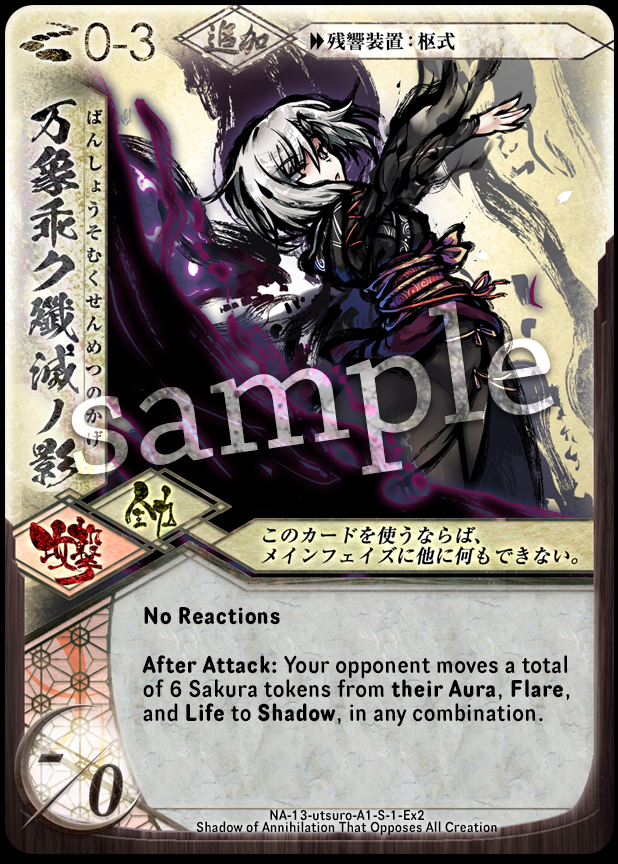 0-3
追加
残響装置：枢式
万象乖ク殲滅ノ影
ばんしょうそむくせんめつのかげ
sample
全力
攻撃
このカードを使うならば、
メインフェイズに他に何もできない。
No Reactions
After Attack: Your opponent moves a total
of 6 Sakura tokens from their Aura, Flare,
and Life to Shadow, in any combination.
-/0
NA-13-utsuro-A1-S-1-Ex2
Shadow of Annihilation That Opposes All Creation